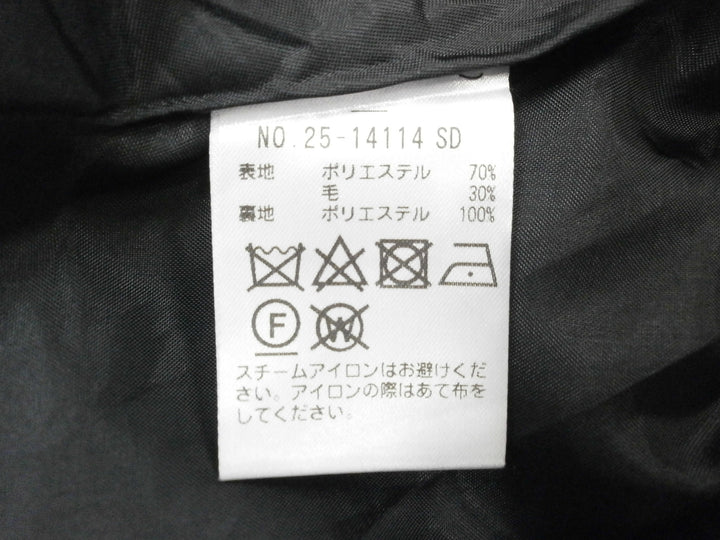 NO.25-14114 SD
表地 ポリエステル 70%
毛 30%
裏地 ポリエステル 100%
F W
スチームアイロンはお避けくだ
さい。アイロンの際はあて布を
してください。